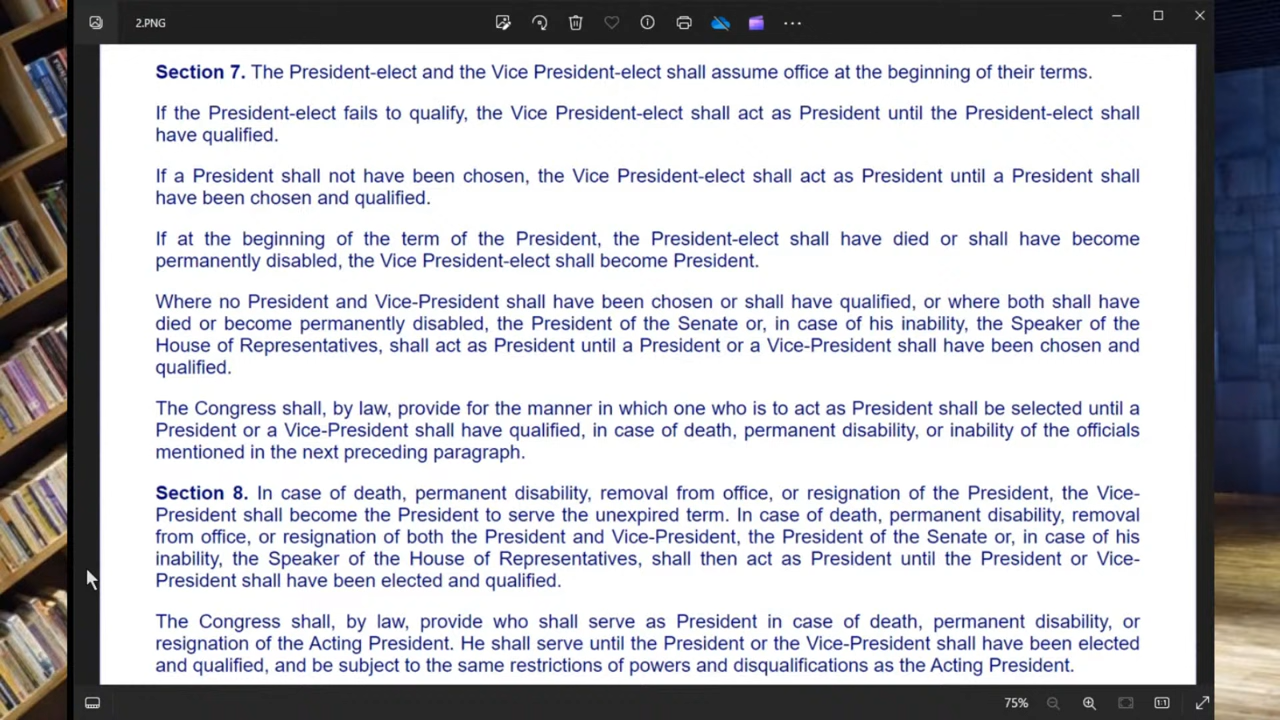 2.PNG
Section 7. The President-elect and the Vice President-elect shall assume office at the beginning of their terms.
If the President-elect fails to qualify, the Vice President-elect shall act as President until the President-elect shall
have qualified.
If a President shall not have been chosen, the Vice President-elect shall act as President until a President shall
have been chosen and qualified.
If at the beginning of the term of the President, the President-elect shall have died or shall have become
permanently disabled, the Vice President-elect shall become President.
Where no President and Vice-President shall have been chosen or shall have qualified, or where both shall have
died or become permanently disabled, the President of the Senate or, in case of his inability, the Speaker of the
House of Representatives, shall act as President until a President or a Vice-President shall have been chosen and
qualified.
The Congress shall, by law, provide for the manner in which one who is to act as President shall be selected until a
President or a Vice-President shall have qualified, in case of death, permanent disability, or inability of the officials
mentioned in the next preceding paragraph.
Section 8. In case of death, permanent disability, removal from office, or resignation of the President, the Vice-
President shall become the President to serve the unexpired term. In case of death, permanent disability, removal
from office, or resignation of both the President and Vice-President, the President of the Senate or, in case of his
inability, the Speaker of the House of Representatives, shall then act as President until the President or Vice-
President shall have been elected and qualified.
The Congress shall, by law, provide who shall serve as President in case of death, permanent disability, or
resignation of the Acting President. He shall serve until the President or the Vice-President shall have been elected
and qualified, and be subject to the same restrictions of powers and disqualifications as the Acting President.
75%
1:1